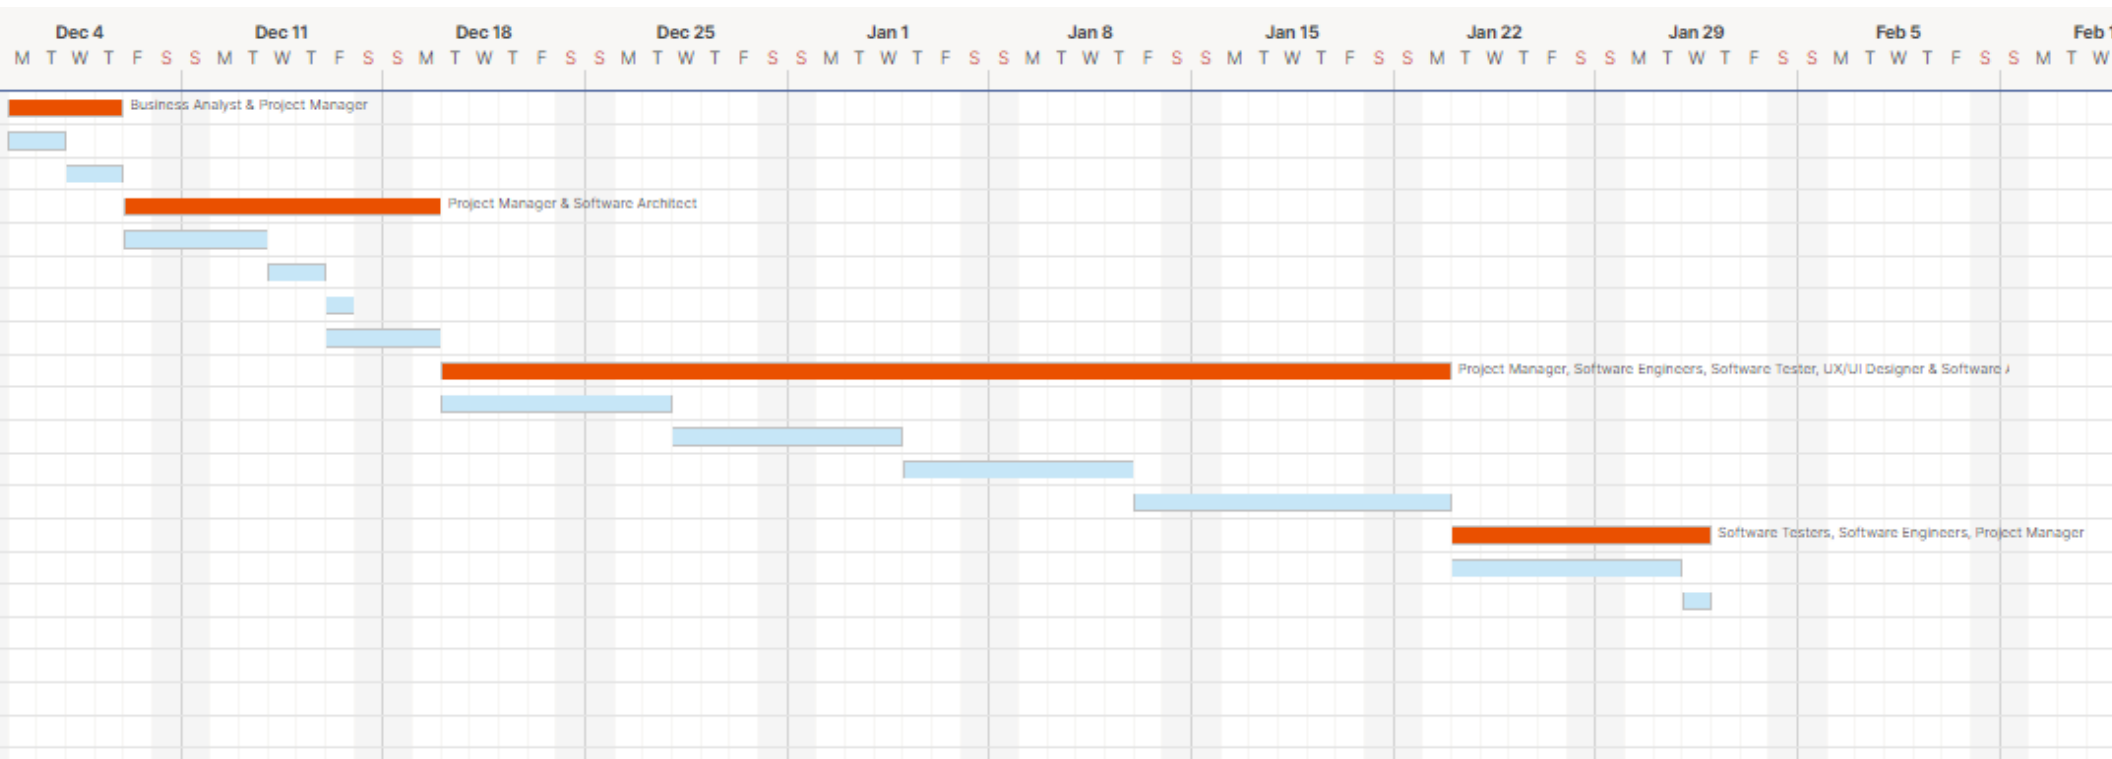 Dec 4 Dec 11 Dec 18 Dec 25 Jan 1 Jan 8 Jan 15 Jan 22 Jan 29 Feb 5 Feb
M T W T F S S M T W T F S S M T W T F S S M T W T F S S M T W T F S S M T W T F S S M T W T F S S M T W T F S S M T W T F S S M T W T F S S M T W
Business Analyst & Project Manager
Project Manager & Software Architect
Project Manager, Software Engineers, Software Tester, UX/UI Designer & Software
Software Testers, Software Engineers, Project Manager